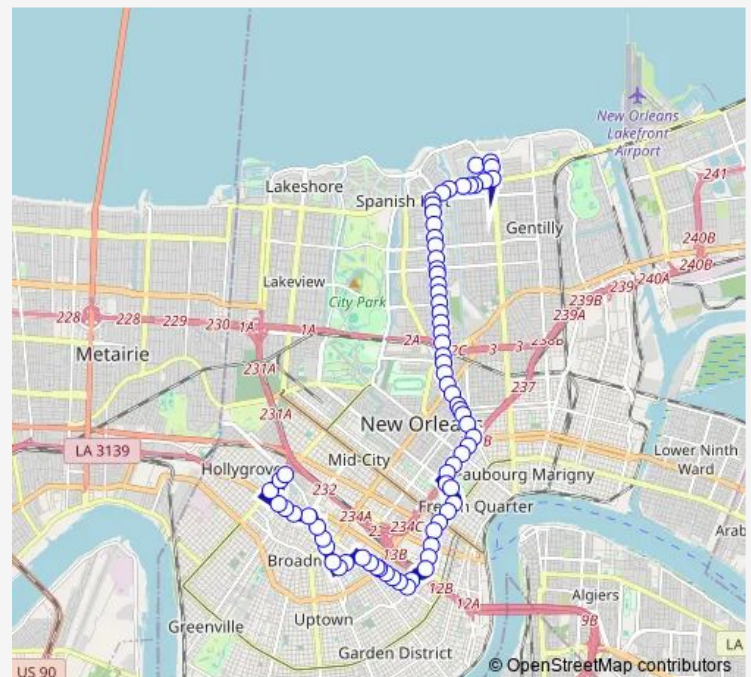 New Orleans
Lakefront
Airport
241
Lakeshore
Spanish
Gentilly
240B
240B
240A
239
239B
239A
Lakeview
City Park
228
228
229
230
1A
1A
2A
2C
3
3
238B
Metairie
231A
237
231A
New Orleans
LA 3139
Hollygrove
Mid-City
Lower Ninth
Ward
232
Faubourg Marigny
French Quarter
234A
234C
13B
Arab
12B
12A
Algiers
9B
Greenville
Uptown
Garden District
LA
US 90
© OpenStreetMap contributors